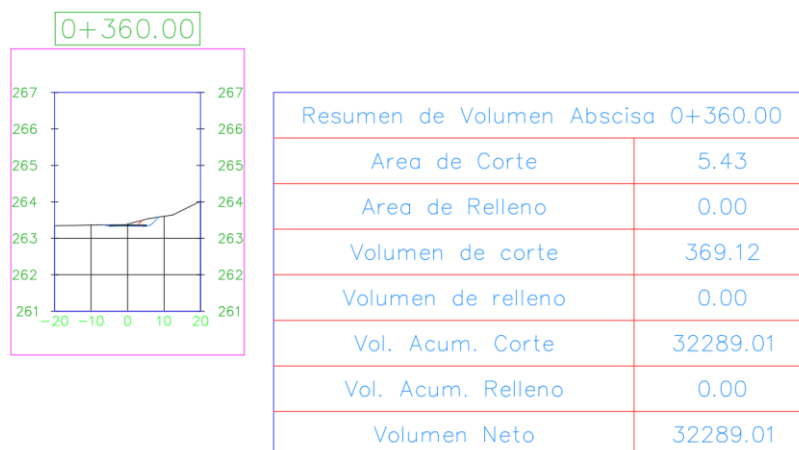 0+360.00
267 267
266 266
265 265
264 264
263 263
262 262
261 261
-20 -10 0 10 20
Resumen de Volumen Abscisa 0+360.00
Area de Corte 5.43
Area de Relleno 0.00
Volumen de corte 369.12
Volumen de relleno 0.00
Vol. Acum. Corte 32289.01
Vol. Acum. Relleno 0.00
Volumen Neto 32289.01